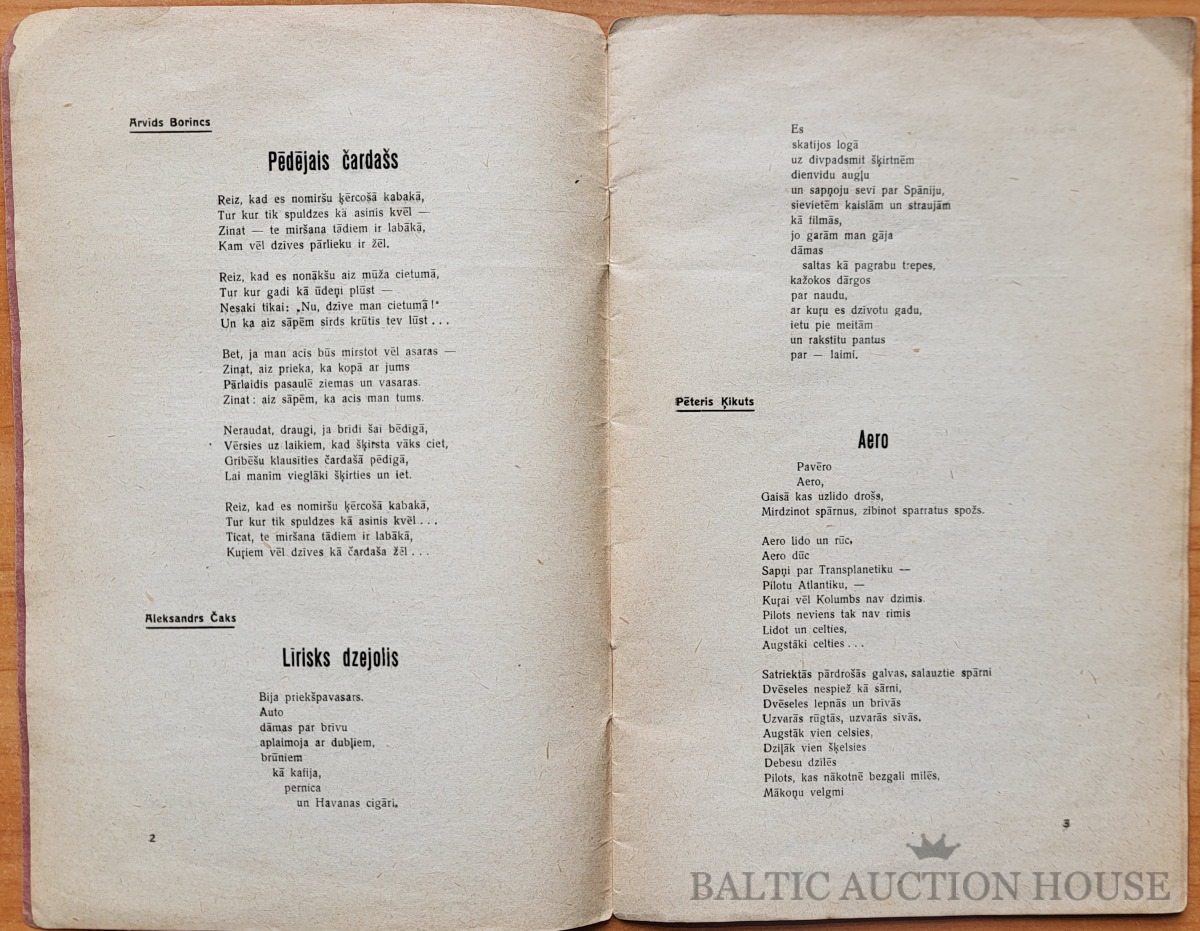 Arvids Borincs
Pēdējais čardašs
Reiz, kad es nomiršu ķērcošā kabakā,
Tur kur tik spuldzes kā asinis kvēl —
Zinat — te miršana tādiem ir labākā,
Kam vēl dzīves pārlieku ir žēl.
Reiz, kad es nonākšu aiz mūža cietumā,
Tur kur gadi kā ūdeņi plūst —
Nesaki tikai: „Nu, dzīve man cietumā!“
Un ka aiz sāpēm sirds krūtīs tev lūst . . .
Bet, ja man acis būs mirstot vēl asaras —
Ziņat, aiz prieka, ka kopā ar jums
Pārlaidis pasaulē ziemas un vasaras.
Zinat: aiz sāpēm, ka acis man tums.
Neraudat, draugi, ja brīdi šai bēdīgā,
Vērsies uz laikiem, kad šķirsta vāks ciet,
Gribēšu klausīties čardašā pēdīgā,
Lai manim vieglāki šķirties un iet.
Reiz, kad es nomiršu ķērcošā kabakā,
Tur kur tik spuldzes kā asinis kvēl . . .
Ticat, te miršana tādiem ir labākā,
Kuŗiem vēl dzīves kā čardaša žēl . . .
Aleksandrs Čaks
Lirisks dzejolis
Bija priekšpavasars.
Auto
dāmas par brīvu
aplaimoja ar dubļiem,
brūniem
kā kafija,
pernica
un Havanas cigāri.
2
Es
skatijos logā
uz divpadsmit šķirtnēm
dienvidu augļu
un sapņoju sevi par Spāniju,
sievietēm kaislām un straujām
kā filmās,
jo garām man gāja
dāmas
saltas kā pagrabu trepes,
kažokos dārgos
par naudu,
ar kuŗu es dzīvotu gadu,
ietu pie meitām
un rakstītu pantus
par — laimi.
Pēteris Ķikuts
Aero
Pavēro
Aero,
Gaisā kas uzlido drošs,
Mirdzinot spārnus, zibinot sparratus spožs.
Aero lido un rūc,
Aero dūc
Sapņi par Transplanetiku —
Pilotu Atlantiku, —
Kuŗai vēl Kolumbs nav dzimis.
Pilots neviens tak nav rimis
Lidot un celties,
Augstāki celties . . .
Satriektās pārdrošās galvas, salauztie spārni
Dvēseles nespiež kā sārni,
Dvēseles lepnās un brīvās
Uzvarās rūgtās, uzvarās sīvās,
Augstāk vien celsies,
Dziļāk vien šķelsies
Debesu dzīlēs
Pilots, kas nākotnē bezgali mīlēs,
Mākoņu velgmi
3
BALTIC AUCTION HOUSE